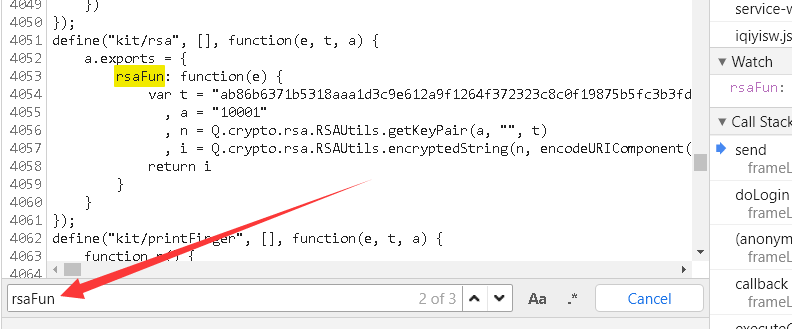 4049
})
4050
});
4051
define("kit/rsa", [], function(e, t, a) {
4052
a.exports = {
4053
rsaFun: function(e) {
4054
var t = "ab86b6371b5318aaa1d3c9e612a9f1264f372323c8c0f19875b5fc3b3fd
4055
, a = "10001"
4056
, n = Q.crypto.rsa.RSAUtils.getKeyPair(a, "", t)
4057
, i = Q.crypto.rsa.RSAUtils.encryptedString(n, encodeURIComponent(
4058
return i
4059
}
4060
}
4061
});
4062
define("kit/printFinger", [], function(e, t, a) {
4063
function n() {
4064
rsaFun
2 of 3
Aa
.*
Cancel
service-w
iqiyisw.js
Watch
rsaFun:
Call Stack
send
frameL
doLogin
frameL
(anonym
frameL
callback
frameL